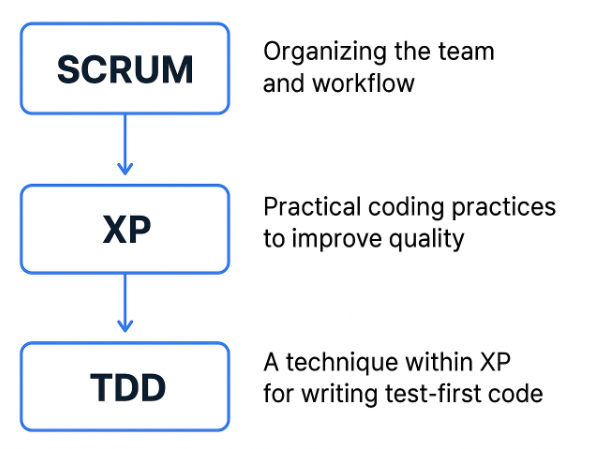 SCRUM
Organizing the team
and workflow
XP
Practical coding practices
to improve quality
TDD
A technique within XP
for writing test-first code